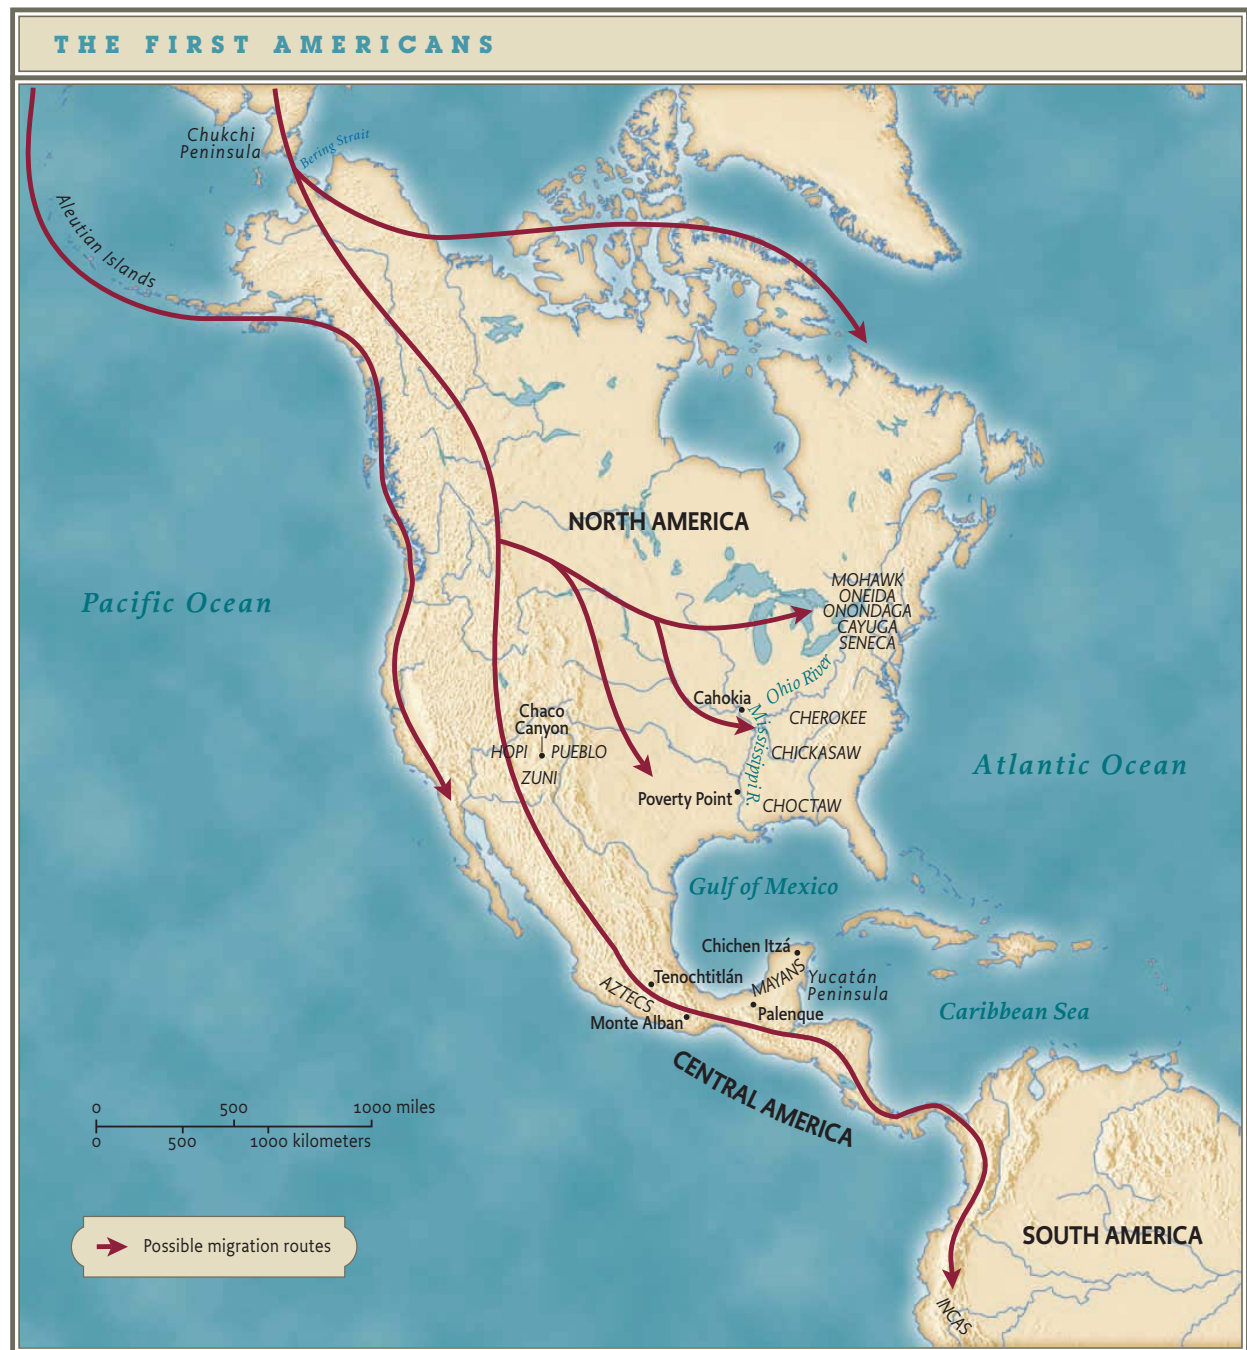 THE FIRST AMERICANS
Chukchi
Peninsula
Bering Strait
Aleutian Islands
NORTH AMERICA
Pacific Ocean
MOHAWK
ONEIDA
ONONDAGA
CAYUGA
SENECA
Ohio River
Cahokia
Mississippi R.
CHEROKEE
Chaco
Canyon
HOPI
PUEBLO
ZUNI
CHICKASAW
Atlantic Ocean
Poverty Point
CHOCTAW
Gulf of Mexico
Chichen Itzá
MAYANS
Yucatán
Peninsula
Tenochtitlán
AZTECS
Palenque
Monte Alban
Caribbean Sea
CENTRAL AMERICA
0 500 1000 miles
0 500 1000 kilometers
Possible migration routes
SOUTH AMERICA
INCAS